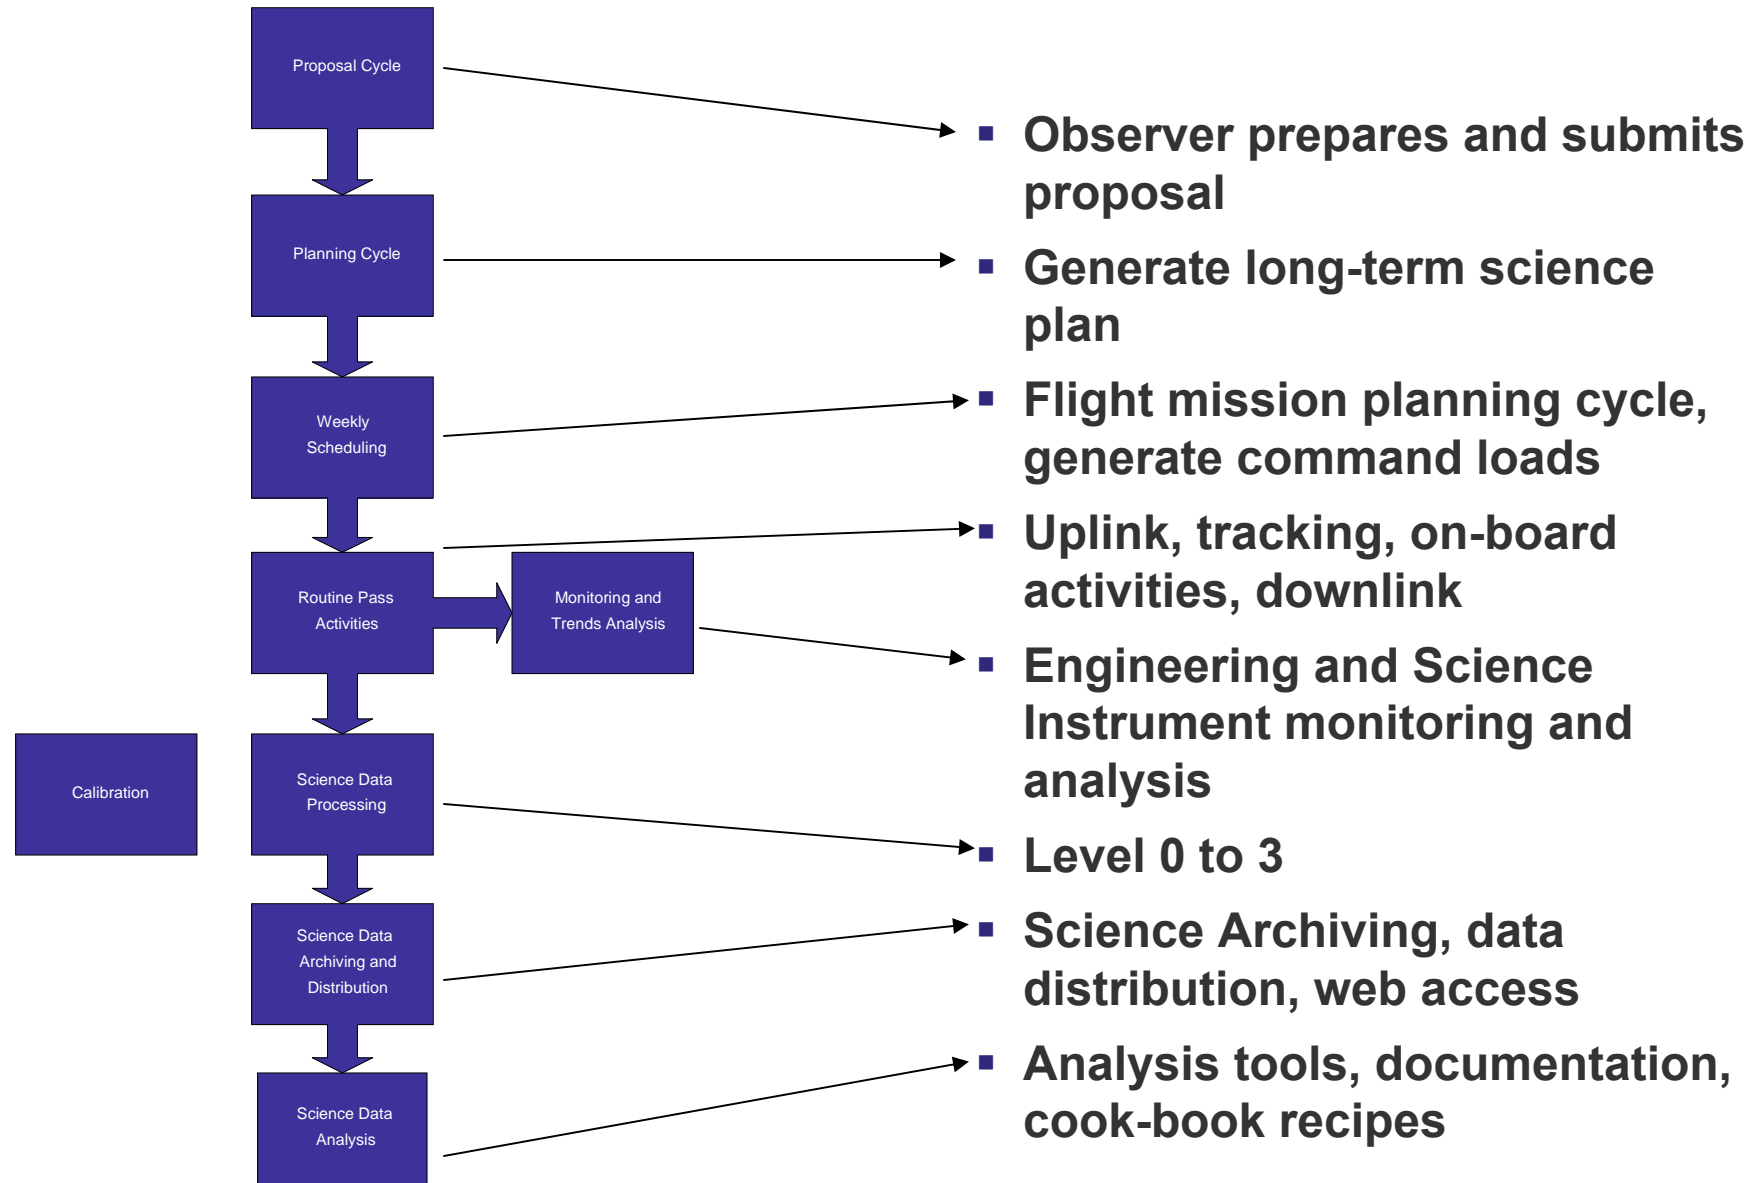 Proposal Cycle
Planning Cycle
Weekly
Scheduling
Routine Pass
Activities
Monitoring and
Trends Analysis
Calibration
Science Data
Processing
Science Data
Archiving and
Distribution
Science Data
Analysis
▪ Observer prepares and submits
proposal
▪ Generate long-term science
plan
▪ Flight mission planning cycle,
generate command loads
▪ Uplink, tracking, on-board
activities, downlink
▪ Engineering and Science
Instrument monitoring and
analysis
▪ Level 0 to 3
▪ Science Archiving, data
distribution, web access
▪ Analysis tools, documentation,
cook-book recipes